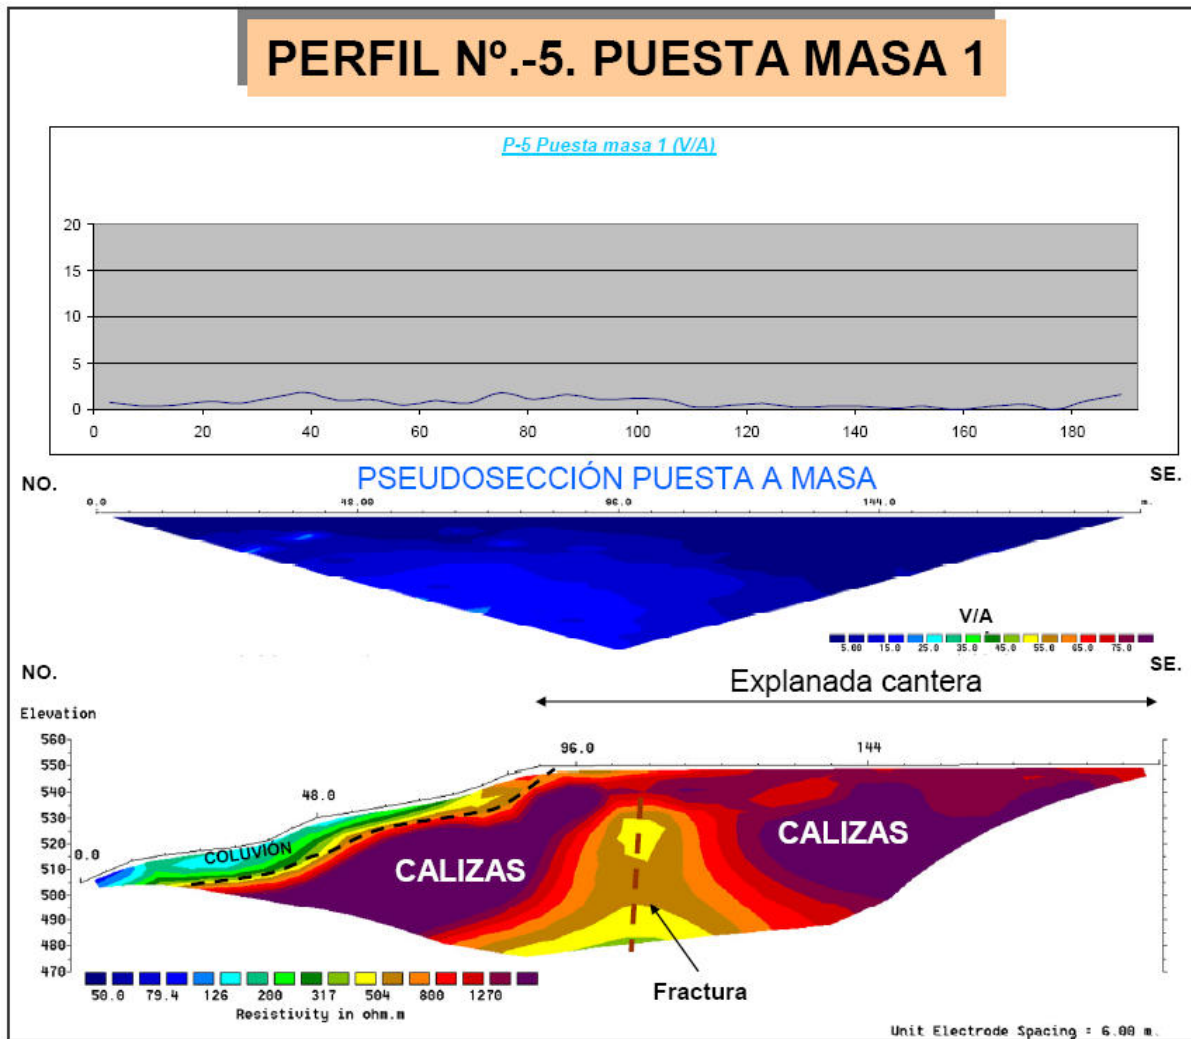 PERFIL Nº.-5. PUESTA MASA 1
P-5 Puesta masa 1 (V/A)
20
15
10
5
0
0 20 40 60 80 100 120 140 160 180
NO. PSEUDOSECCIÓN PUESTA A MASA SE.
0.0 48.00 96.0 144.0 m.
V/A
5.00 15.0 25.0 35.0 45.0 55.0 65.0 75.0
NO. SE.
Explanada cantera
Elevation
560
550
540
530
520
510
500
490
480
470
0.0 48.0 96.0 144
COLUVIÓN
CALIZAS
CALIZAS
Fractura
50.0 79.4 126 200 317 504 800 1270
Resistivity in ohm.m
Unit Electrode Spacing = 6.00 m.